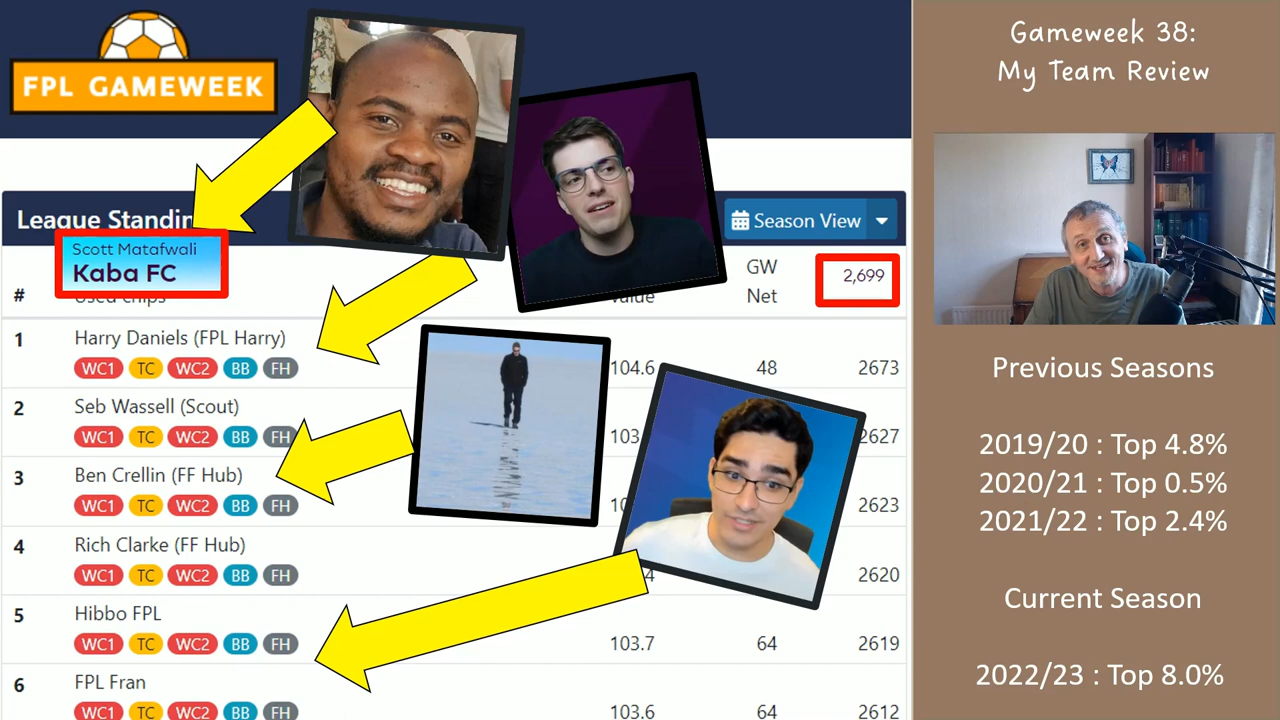 FPL GAMEWEEK
League Standin
Season View
Scott Matafwali
Kaba FC
#
GW
Net
2,699
1
Harry Daniels (FPL Harry)
WC1 TC WC2 BB FH
104.6
48
2673
2
Seb Wassell (Scout)
WC1 TC WC2 BB FH
103
2627
3
Ben Crellin (FF Hub)
WC1 TC WC2 BB FH
2623
4
Rich Clarke (FF Hub)
WC1 TC WC2 BB FH
4
2620
5
Hibbo FPL
WC1 TC WC2 BB FH
103.7
64
2619
6
FPL Fran
WC1 TC WC2 BB FH
103.6
64
2612
Gameweek 38:
My Team Review
Previous Seasons
2019/20 : Top 4.8%
2020/21 : Top 0.5%
2021/22 : Top 2.4%
Current Season
2022/23 : Top 8.0%